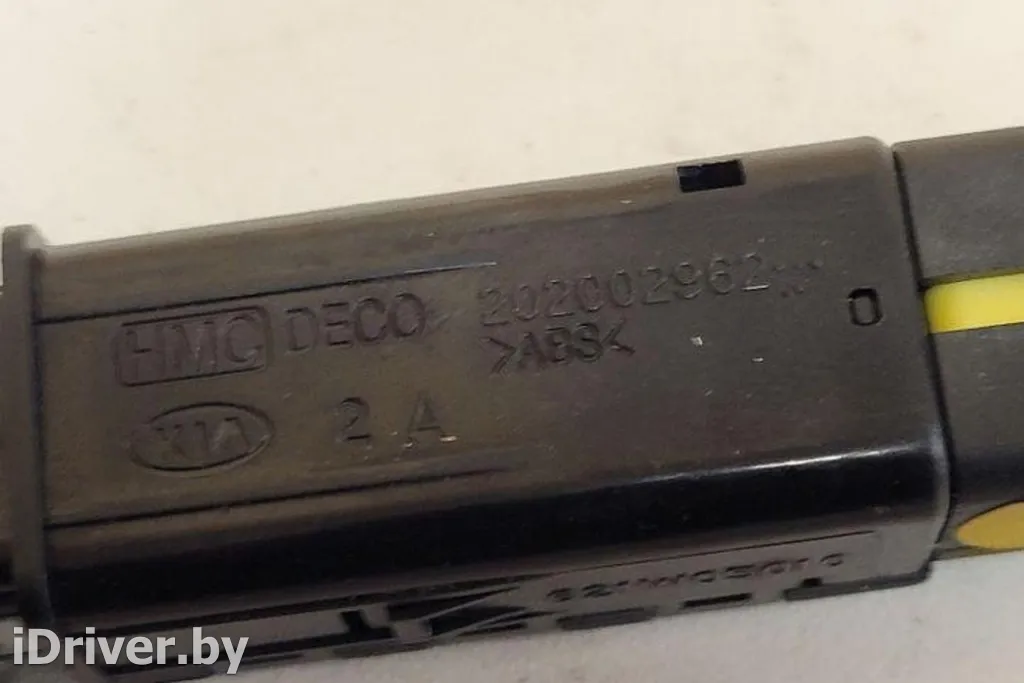 HMC DECO 202002962
>ABS<
O
KIA 2 A
iDriver.by